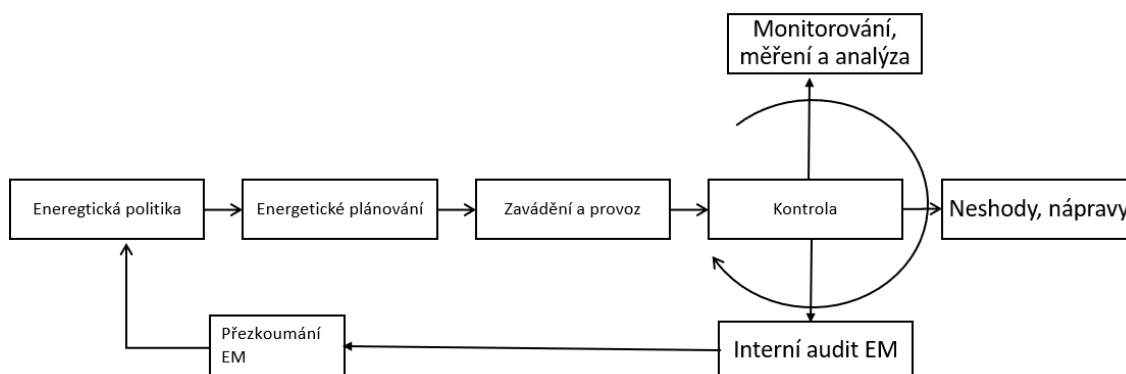 Monitorování,
měření a analýza
Eneregtická politika
Energetické plánování
Zavádění a provoz
Kontrola
Neshody, nápravy
Přezkoumání
EM
Interní audit EM